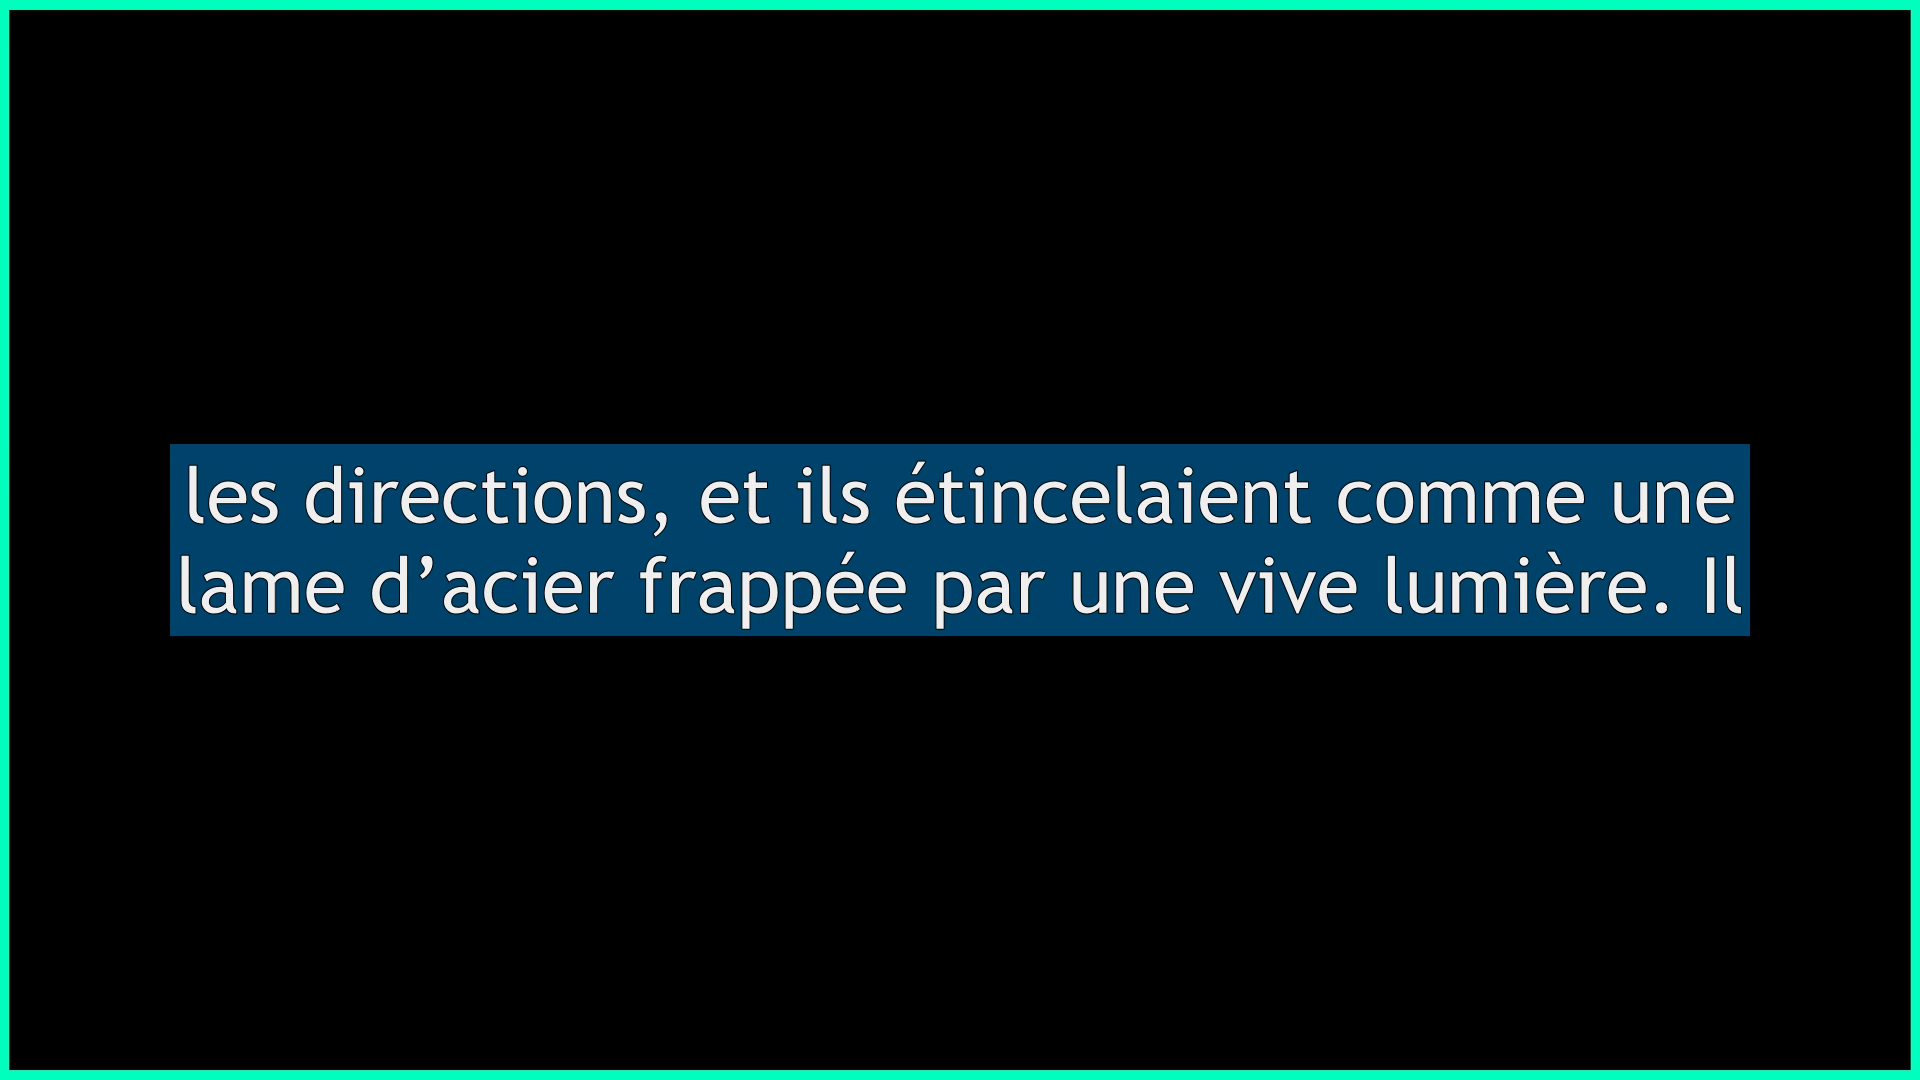 les directions, et ils étincelaient comme une
lame d’acier frappée par une vive lumière. Il